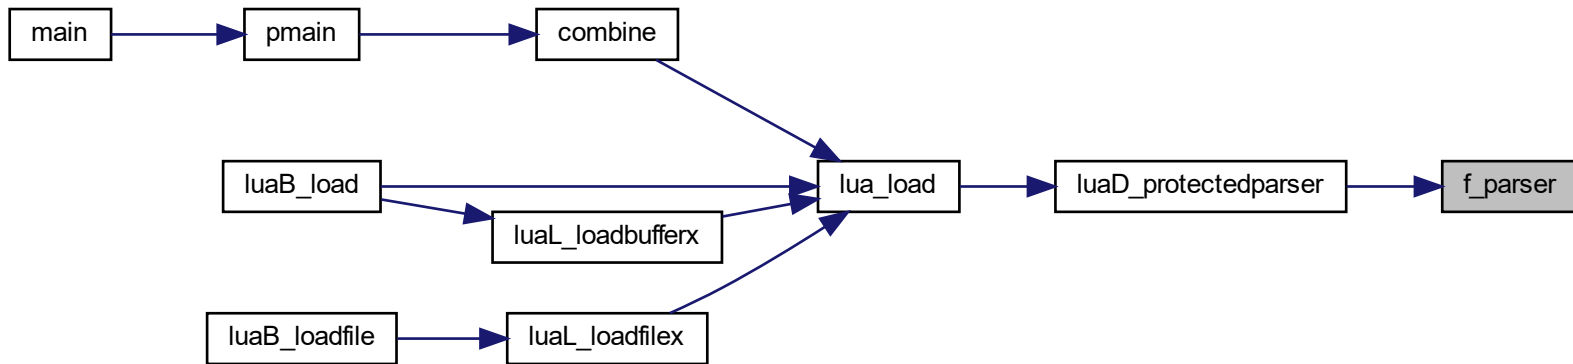 main
pmain
combine
luaB_load
lua_load
luaD_protectedparser
f_parser
luaL_loadbufferx
luaB_loadfile
luaL_loadfilex